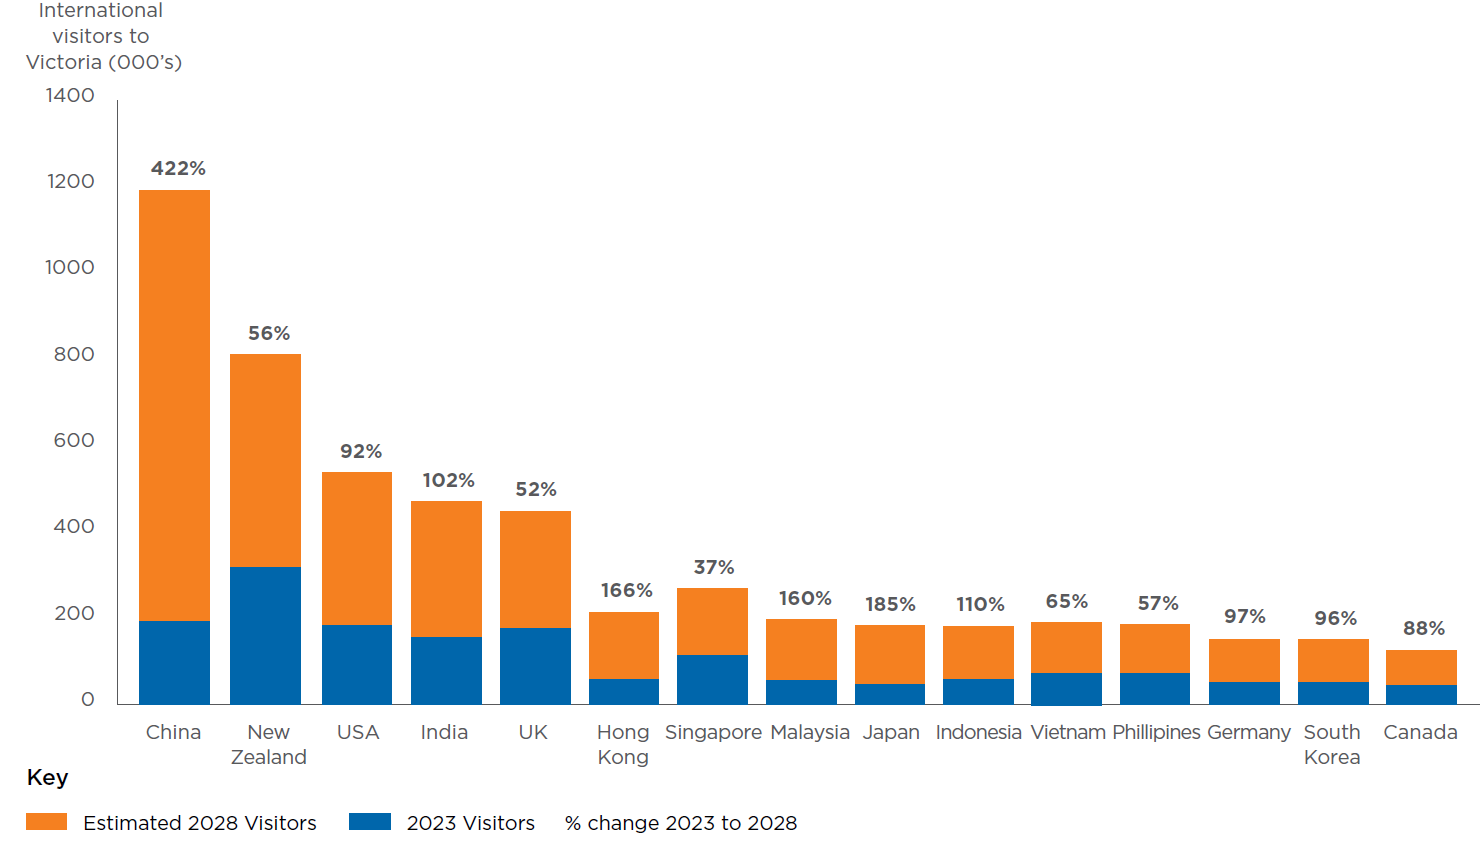 International
visitors to
Victoria (000’s)
1400
1200
1000
800
600
400
200
0
422%
56%
92%
102%
52%
166%
37%
160%
185%
110%
65%
57%
97%
96%
88%
China
New
Zealand
USA
India
UK
Hong
Kong
Singapore
Malaysia
Japan
Indonesia
Vietnam
Phillipines
Germany
South
Korea
Canada
Key
Estimated 2028 Visitors
2023 Visitors
% change 2023 to 2028